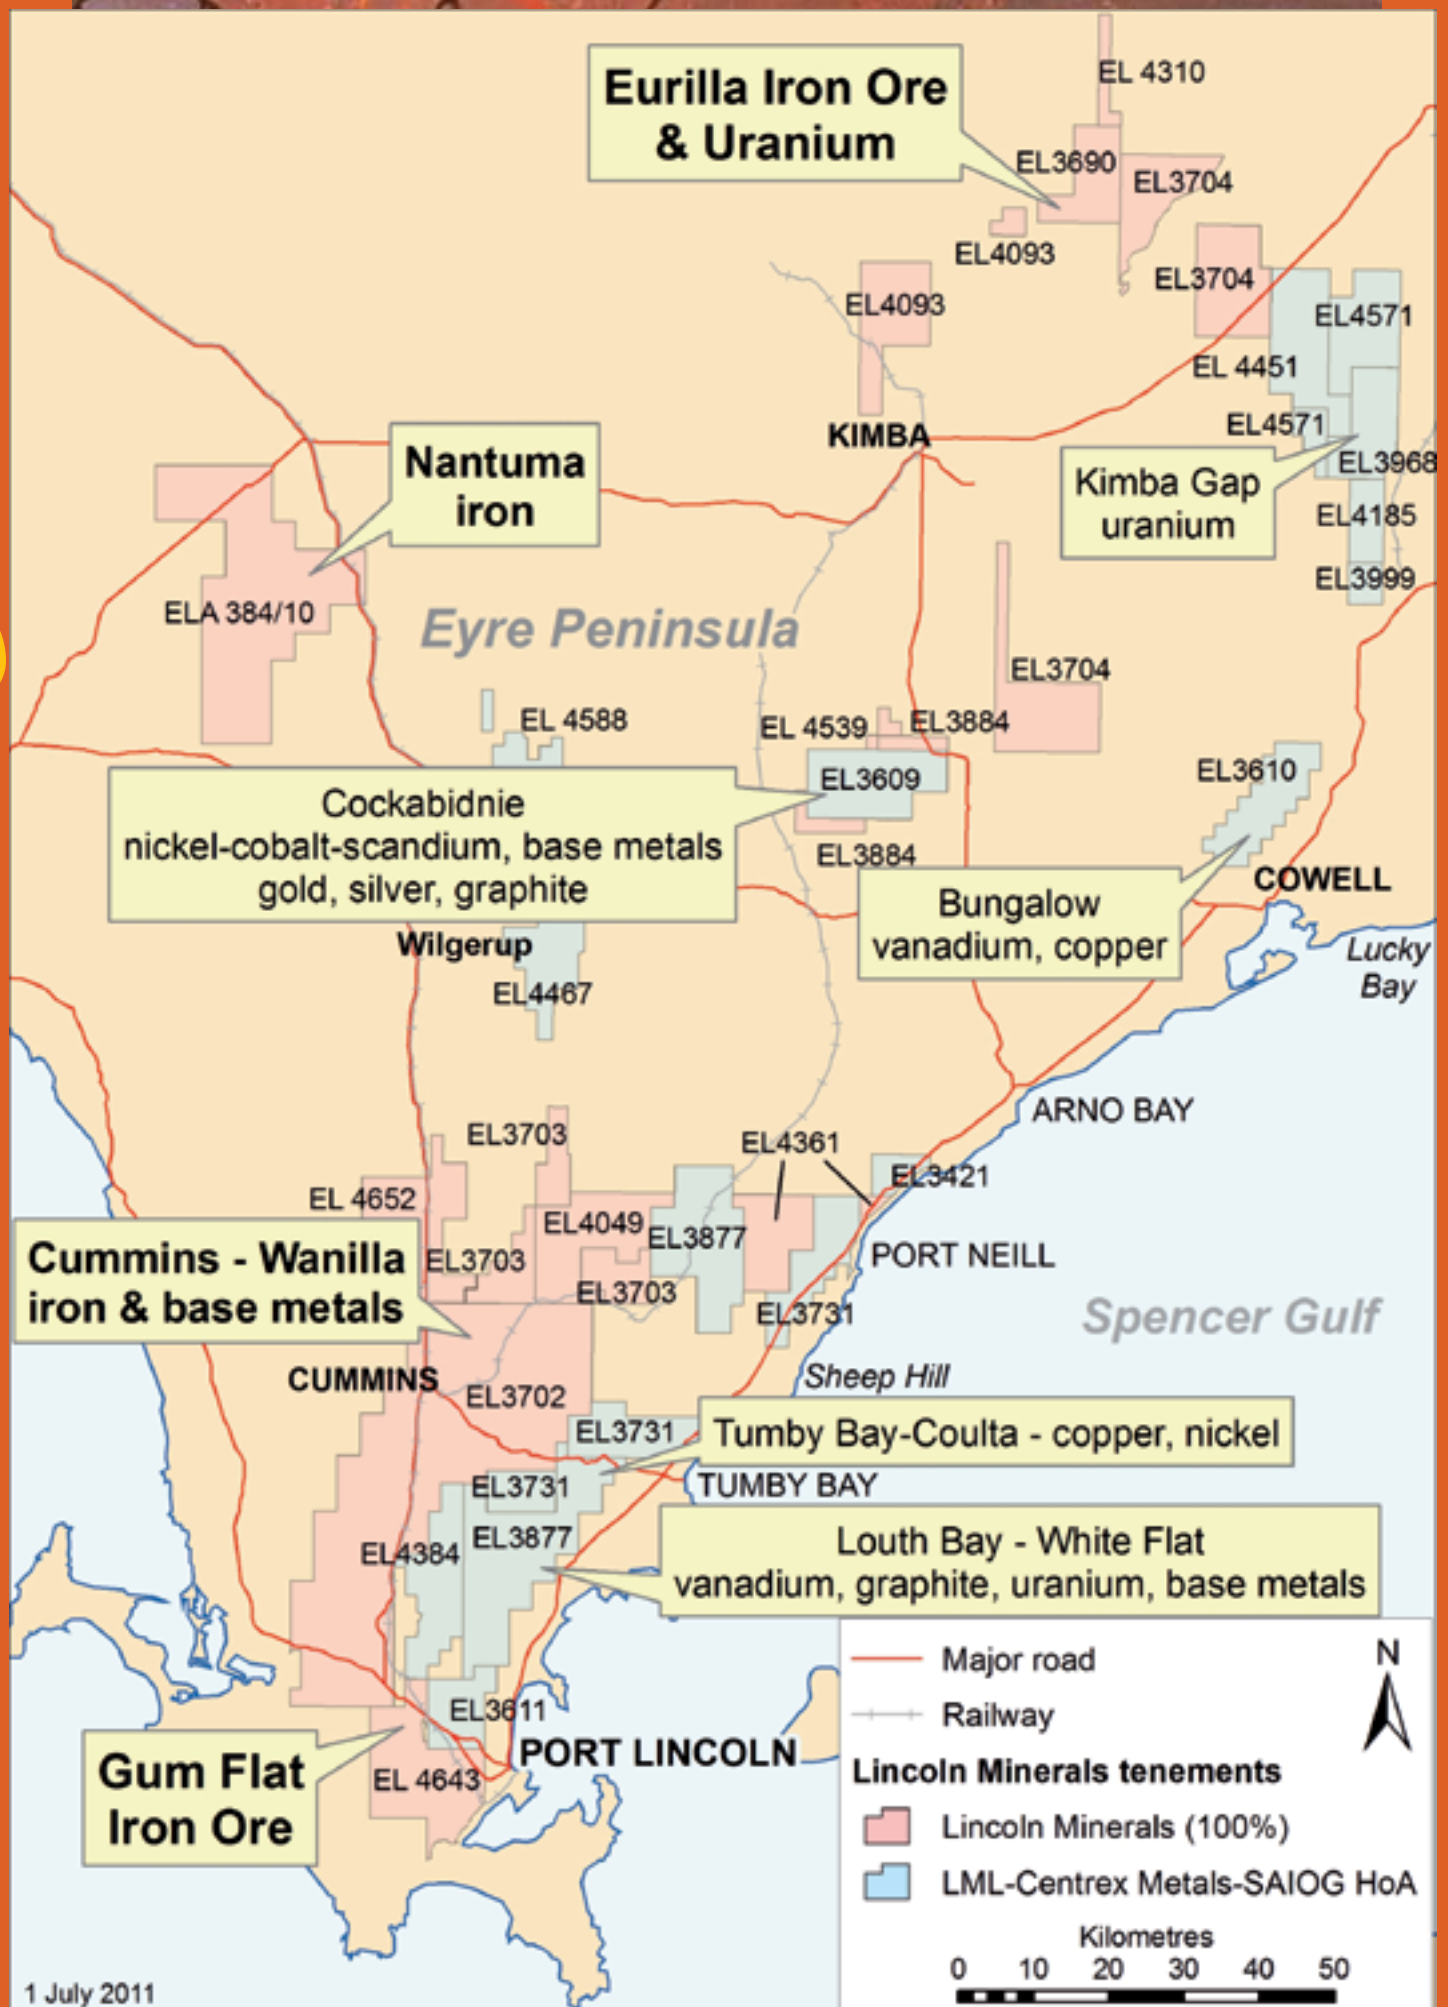 Eurilla Iron Ore
& Uranium
EL 4310
EL3690
EL3704
EL4093
EL3704
EL4093
EL4571
EL 4451
EL4571
KIMBA
Nantuma
iron
Kimba Gap
uranium
EL3968
EL4185
EL3999
ELA 384/10
Eyre Peninsula
EL3704
EL 4588
EL 4539
EL3884
EL3609
EL3610
Cockabidnie
nickel-cobalt-scandium, base metals
gold, silver, graphite
EL3884
COWELL
Bungalow
vanadium, copper
Wilgerup
Lucky
Bay
EL4467
ARNO BAY
EL3703
EL4361
EL3421
EL 4652
EL4049
EL3877
Cummins - Wanilla
iron & base metals
EL3703
PORT NEILL
EL3703
EL3731
Spencer Gulf
CUMMINS
Sheep Hill
EL3702
EL3731
Tumby Bay-Coulta - copper, nickel
EL3731
TUMBY BAY
EL3877
EL4384
Louth Bay - White Flat
vanadium, graphite, uranium, base metals
EL3611
PORT LINCOLN
Gum Flat
Iron Ore
EL 4643
Major road
N
Railway
Lincoln Minerals tenements
Lincoln Minerals (100%)
LML-Centrex Metals-SAIOG HoA
Kilometres
0 10 20 30 40 50
1 July 2011